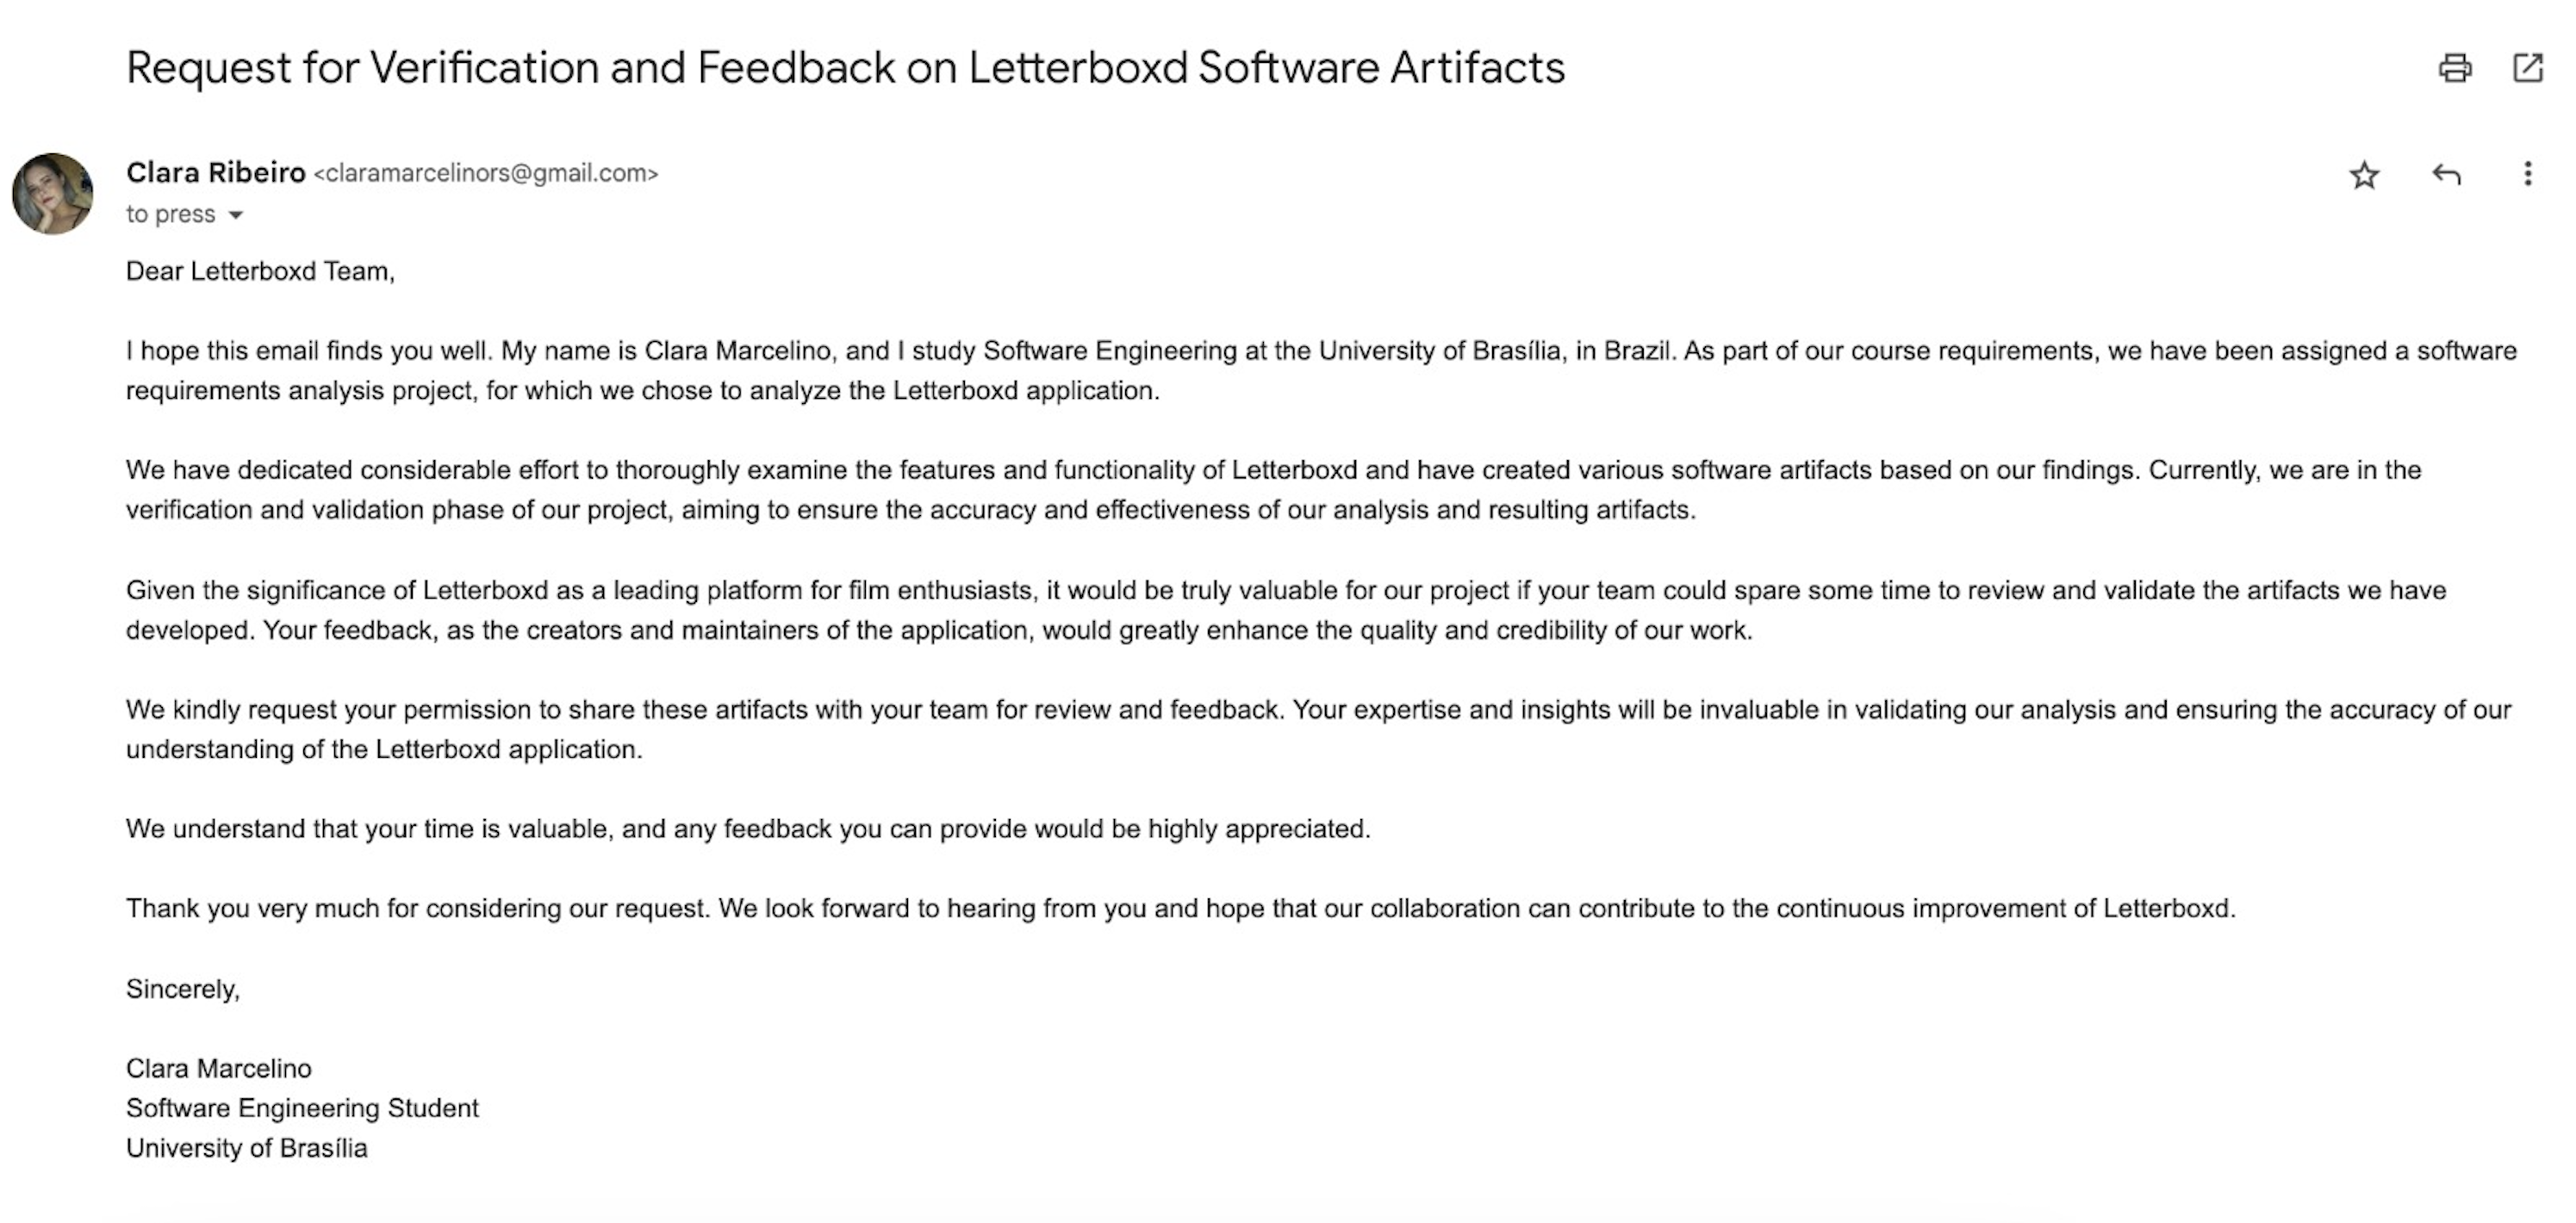 Request for Verification and Feedback on Letterboxd Software Artifacts
Clara Ribeiro <claramarcelinors@gmail.com>
to press
Dear Letterboxd Team,
I hope this email finds you well. My name is Clara Marcelino, and I study Software Engineering at the University of Brasília, in Brazil. As part of our course requirements, we have been assigned a software
requirements analysis project, for which we chose to analyze the Letterboxd application.
We have dedicated considerable effort to thoroughly examine the features and functionality of Letterboxd and have created various software artifacts based on our findings. Currently, we are in the
verification and validation phase of our project, aiming to ensure the accuracy and effectiveness of our analysis and resulting artifacts.
Given the significance of Letterboxd as a leading platform for film enthusiasts, it would be truly valuable for our project if your team could spare some time to review and validate the artifacts we have
developed. Your feedback, as the creators and maintainers of the application, would greatly enhance the quality and credibility of our work.
We kindly request your permission to share these artifacts with your team for review and feedback. Your expertise and insights will be invaluable in validating our analysis and ensuring the accuracy of our
understanding of the Letterboxd application.
We understand that your time is valuable, and any feedback you can provide would be highly appreciated.
Thank you very much for considering our request. We look forward to hearing from you and hope that our collaboration can contribute to the continuous improvement of Letterboxd.
Sincerely,
Clara Marcelino
Software Engineering Student
University of Brasília